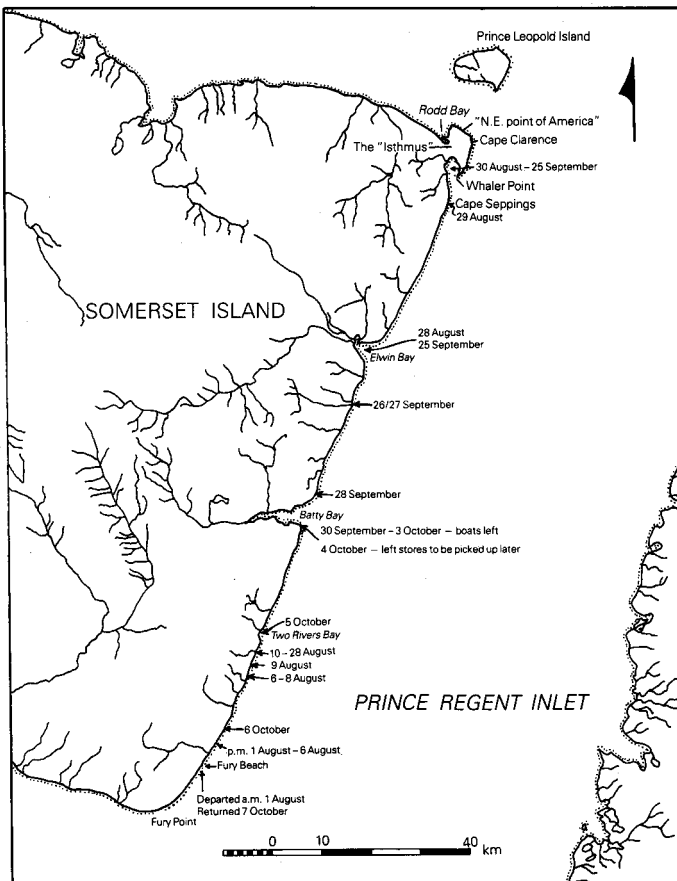 Prince Leopold Island
Rodd Bay
"N.E. point of America"
Cape Clarence
The "Isthmus"
30 August – 25 September
Whaler Point
Cape Seppings
29 August
SOMERSET ISLAND
28 August
25 September
Elwin Bay
26/27 September
28 September
Batty Bay
30 September – 3 October – boats left
4 October – left stores to be picked up later
5 October
Two Rivers Bay
10 – 28 August
9 August
6 – 8 August
PRINCE REGENT INLET
6 October
p.m. 1 August – 6 August
Fury Beach
Departed a.m. 1 August
Returned 7 October
Fury Point
0 10 40
km